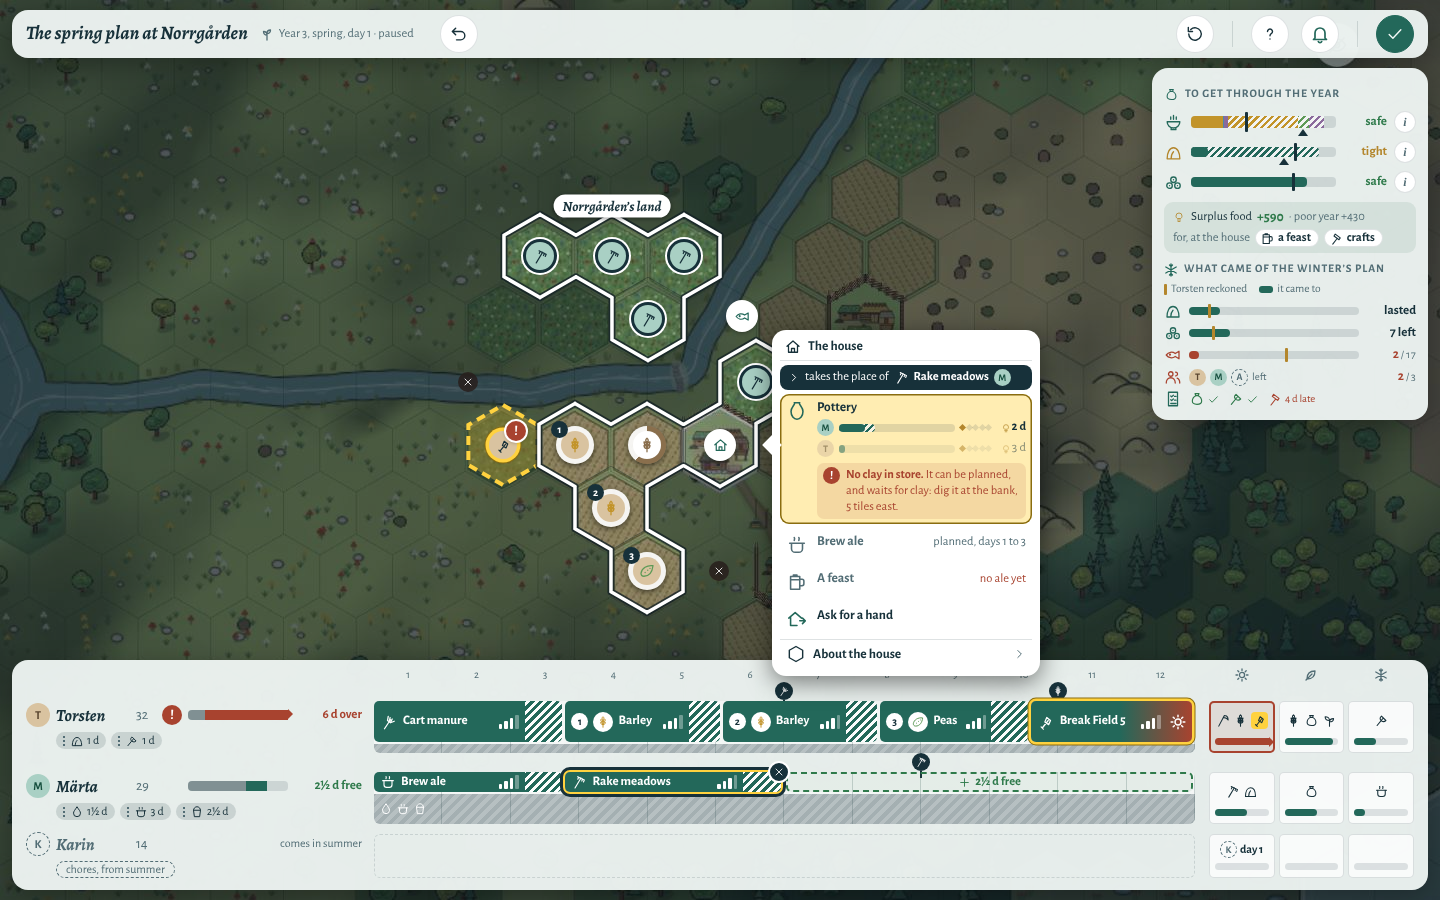 The spring plan at Norrgården
Year 3, spring, day 1 · paused
?
TO GET THROUGH THE YEAR
safe i
tight i
safe i
Surplus food +590 · poor year +430
for, at the house a feast crafts
WHAT CAME OF THE WINTER'S PLAN
Torsten reckoned it came to
lasted
7 left
2 / 17
T M A left 2 / 3
4 d late
Norrgården's land
!
1
2
3
The house
takes the place of Rake meadows M
Pottery
M 2 d
T 3 d
! No clay in store. It can be planned,
and waits for clay: dig it at the bank,
5 tiles east.
Brew ale planned, days 1 to 3
A feast no ale yet
Ask for a hand
About the house
1 2 3 4 5 6 11 12
T Torsten 32 ! 6 d over
1 d 1 d
Cart manure 1 Barley 2 Barley 3 Peas Break Field 5
M Märta 29 2½ d free
1½ d 3 d 2½ d
Brew ale Rake meadows + 2½ d free
K Karin 14 comes in summer
chores, from summer
K day 1